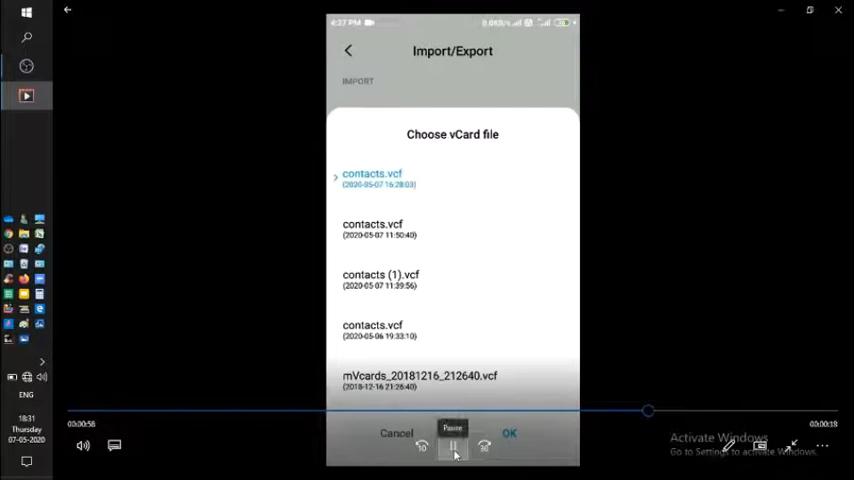 4:27 PM
Import/Export
IMPORT
Choose vCard file
contacts.vcf
(2020-05-07 16:28:03)
contacts.vcf
(2020-05-07 11:50:40)
contacts (1).vcf
(2020-05-07 11:39:56)
contacts.vcf
(2020-05-06 19:33:10)
mVcards_20181216_212640.vcf
(2018-12-16 21:26:40)
00:00:56
00:00:18
Pause
Cancel
OK
10
30
Activate Windows
Go to Settings to activate Windows.
ENG
18:31
Thursday
07-05-2020